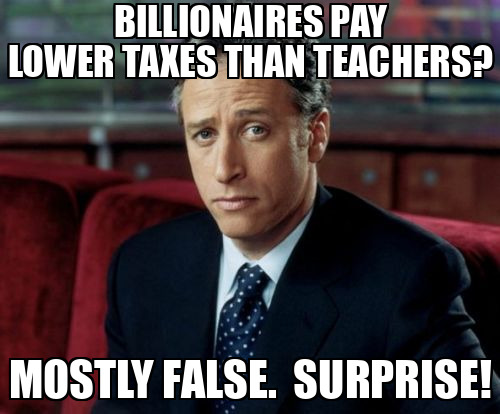 BILLIONAIRES PAY
LOWER TAXES THAN TEACHERS?
MOSTLY FALSE.  SURPRISE!